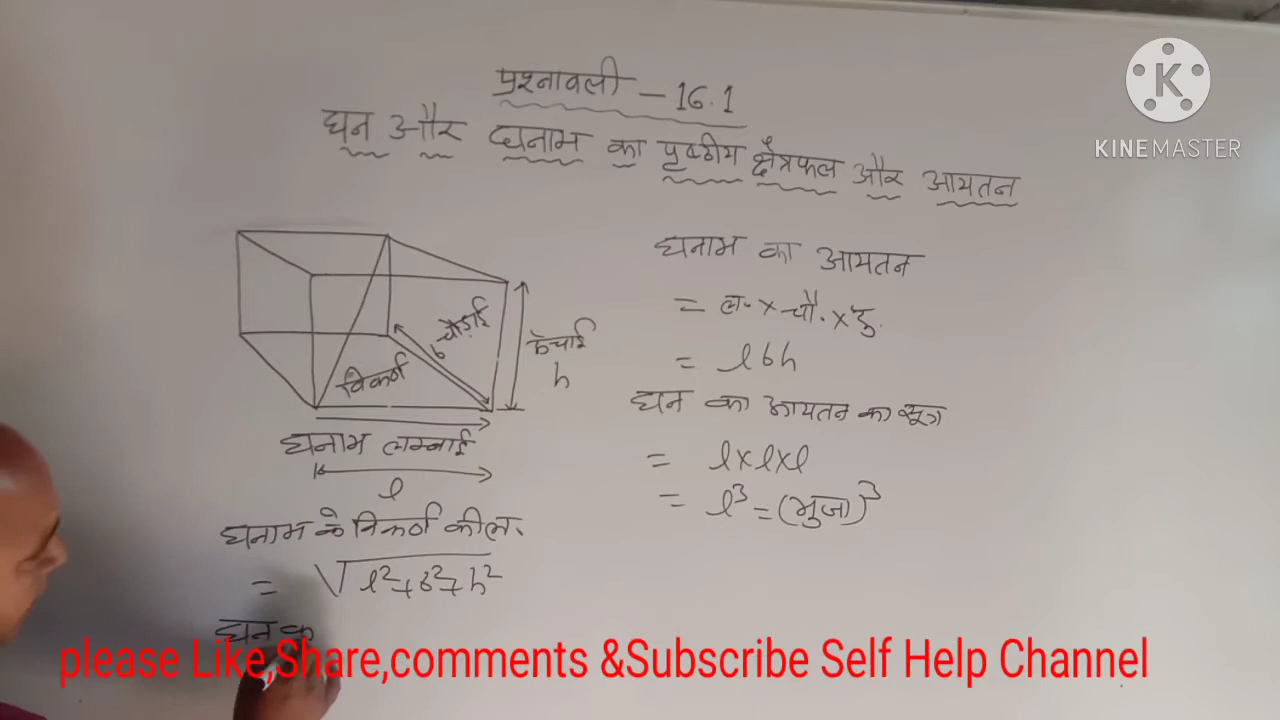 प्रश्नावली – 16.1
घन और घनाभ का पृष्ठीय क्षेत्रफल और आयतन
KINEMASTER
चौड़ाई
b
विकर्ण
ऊँचाई
h
घनाभ लम्बाई
l
घनाभ के विकर्ण की ल.
= √l²+b²+h²
घन क
घनाभ का आयतन
= ल. × चौ. × ऊँ.
= lbh
घन का आयतन का सूत्र
= l×l×l
= l³ = (भुजा)³
please Like,Share,comments &Subscribe Self Help Channel